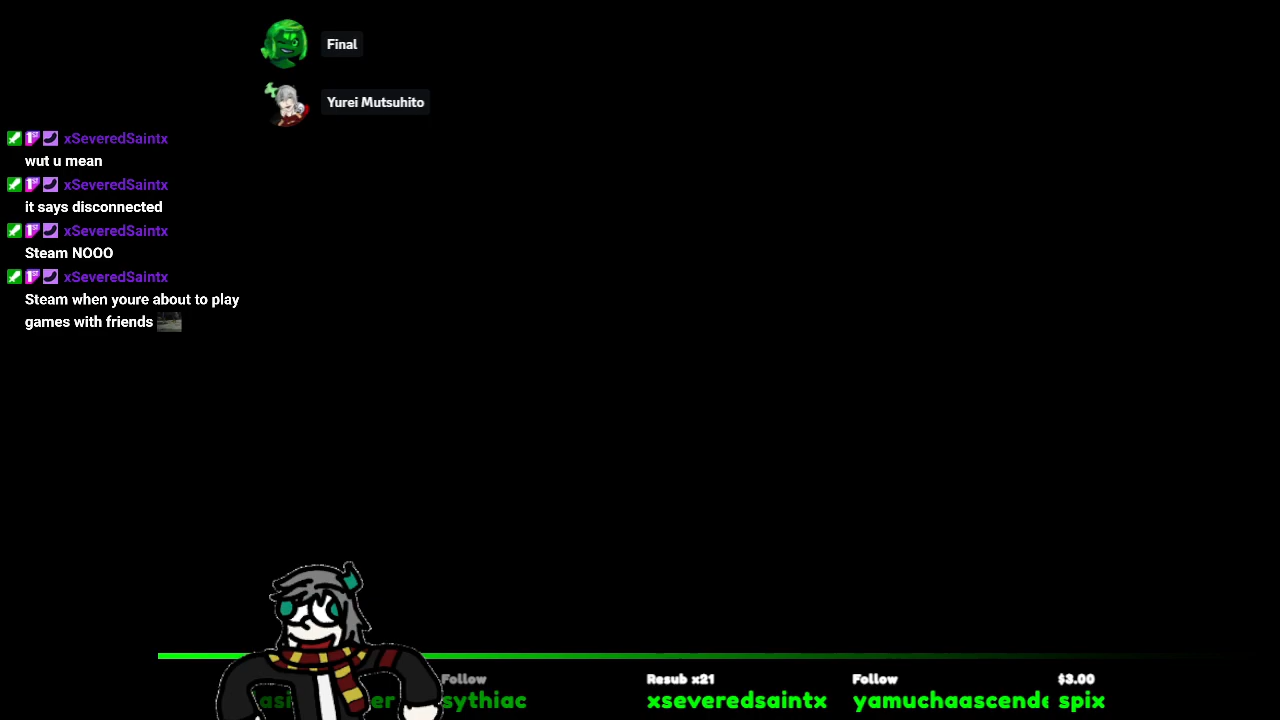 Final
Yurei Mutsuhito
xSeveredSaintx
wut u mean
xSeveredSaintx
it says disconnected
xSeveredSaintx
Steam NOOO
xSeveredSaintx
Steam when youre about to play
games with friends
Follow
sythiac
Resub x21
xseveredsaintx
Follow
yamuchaascende
$3.00
spix